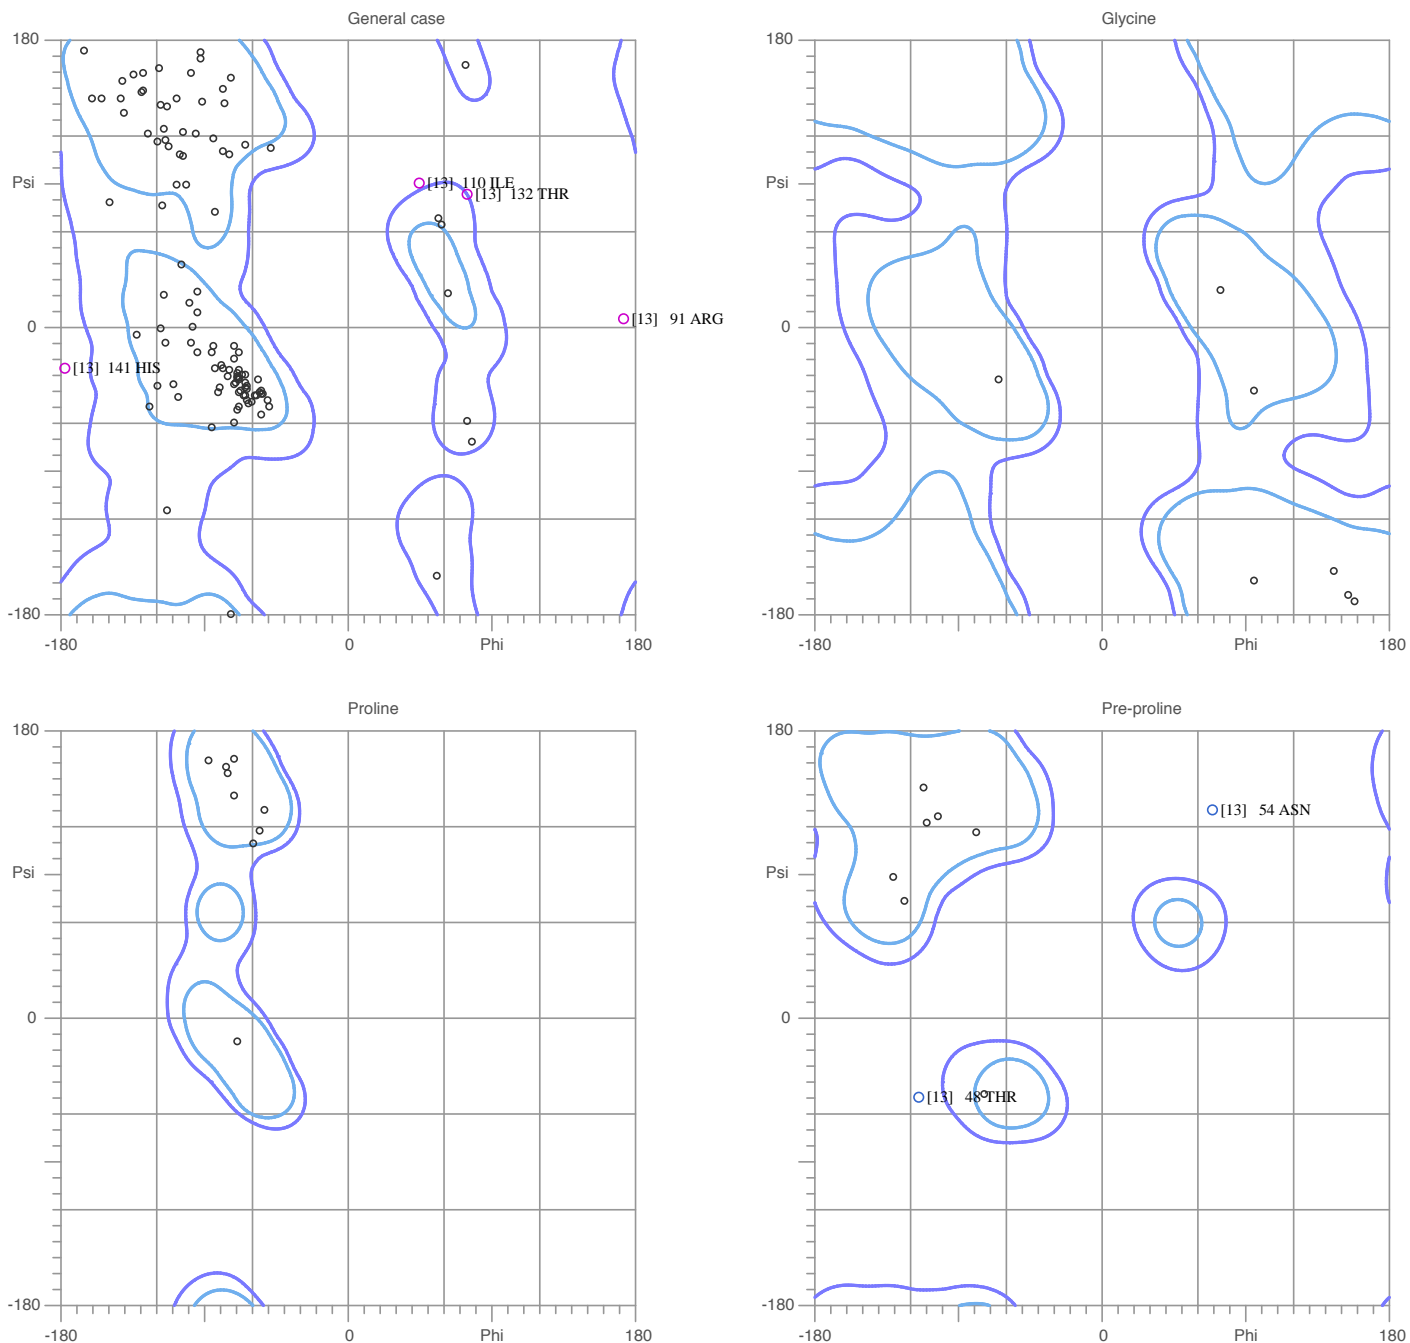 General case
Glycine
180
[13] 110 ILE
Psi
[13] 132 THR
Psi
0
[13] 91 ARG
0
[13] 141 HIS
-180
-180
-180
0
Phi
180
-180
0
Phi
180
Proline
Pre-proline
180
180
[13] 54 ASN
Psi
Psi
0
0
[13] 48 THR
-180
-180
-180
0
Phi
180
-180
0
Phi
180